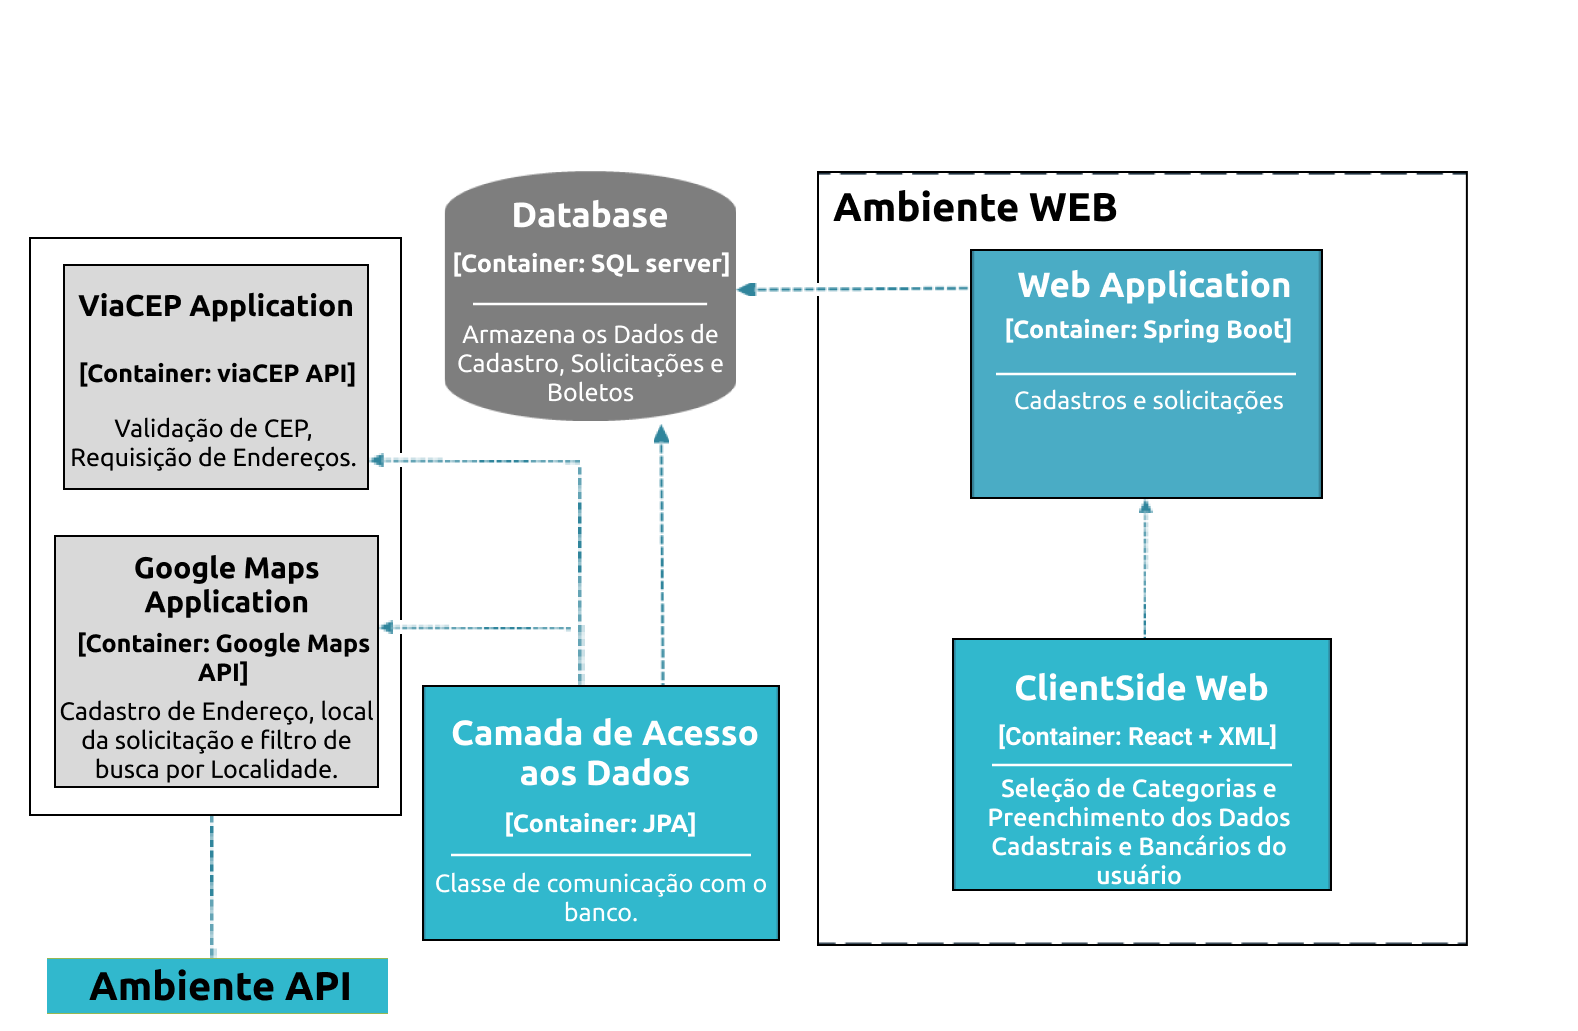 ViaCEP Application
[Container: viaCEP API]
Validação de CEP,
Requisição de Endereços.
Google Maps
Application
[Container: Google Maps
API]
Cadastro de Endereço, local
da solicitação e filtro de
busca por Localidade.
Ambiente API
Database
[Container: SQL server]
Armazena os Dados de
Cadastro, Solicitações e
Boletos
Camada de Acesso
aos Dados
[Container: JPA]
Classe de comunicação com o
banco.
Ambiente WEB
Web Application
[Container: Spring Boot]
Cadastros e solicitações
ClientSide Web
[Container: React + XML]
Seleção de Categorias e
Preenchimento dos Dados
Cadastrais e Bancários do
usuário